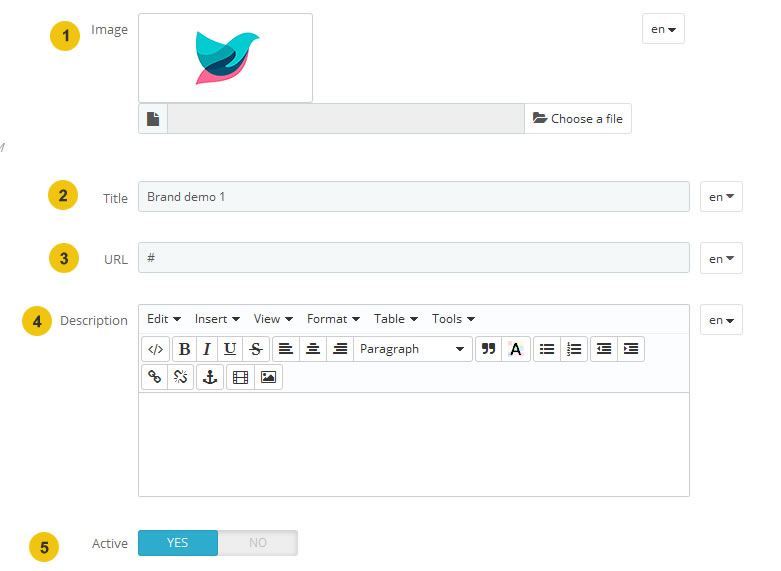 1 Image en
Choose a file
M
2 Title Brand demo 1 en
3 URL # en
4 Description Edit Insert View Format Table Tools en
</> B I U S Paragraph A
5 Active YES NO